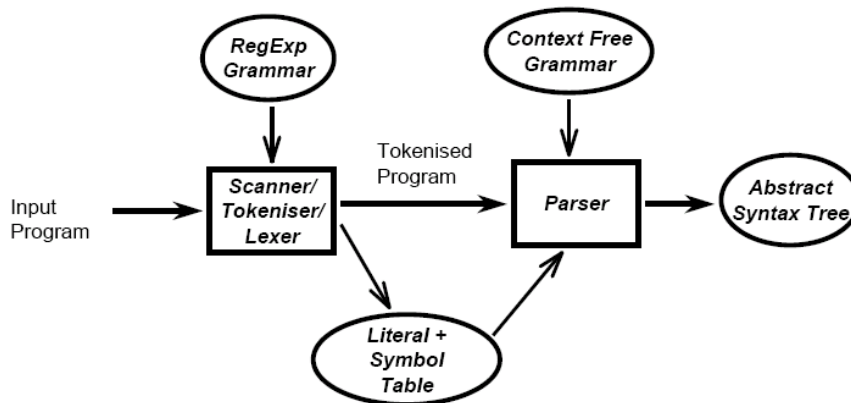 RegExp
Grammar
Context Free
Grammar
Tokenised
Program
Input
Program
Scanner/
Tokeniser/
Lexer
Parser
Abstract
Syntax Tree
Literal +
Symbol
Table